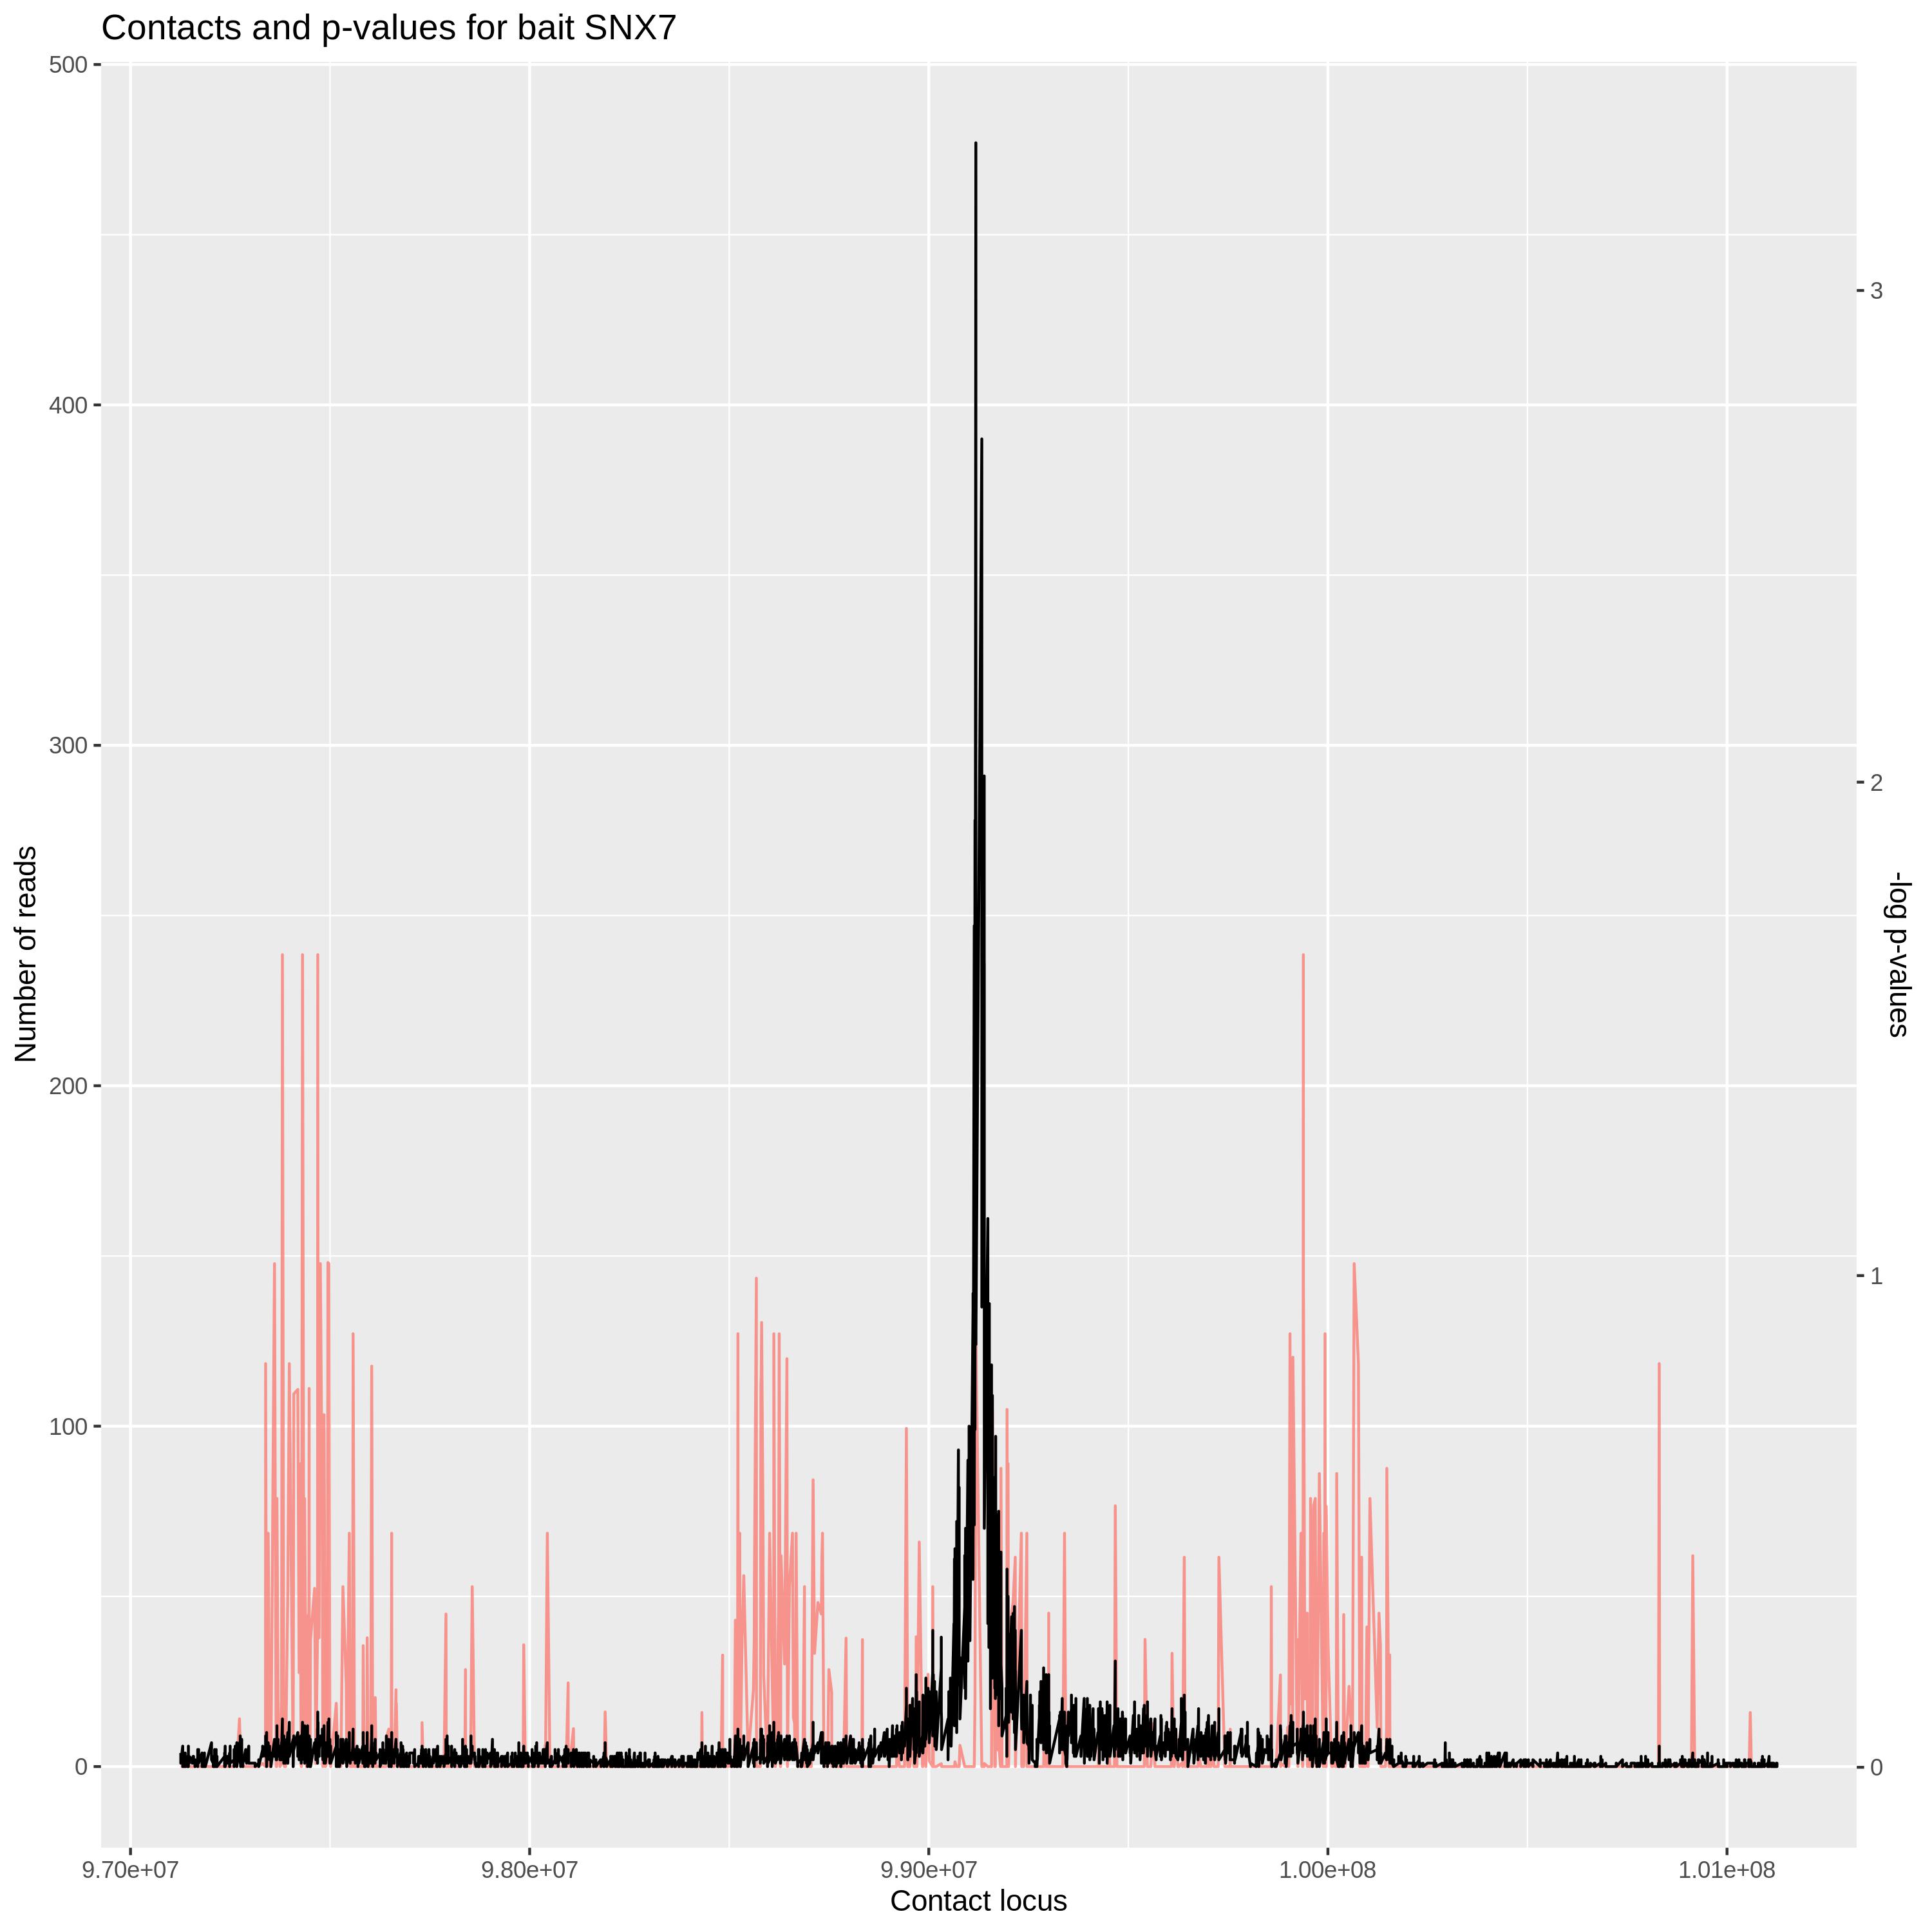 Contacts and p-values for bait SNX7
500
400
300
200
100
0
Number of reads
3
2
1
0
-log p-values
9.70e+07 9.80e+07 9.90e+07 1.00e+08 1.01e+08
Contact locus